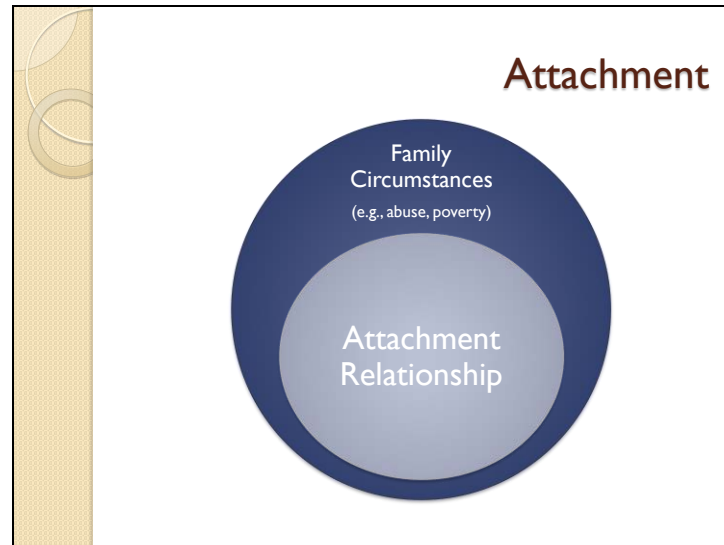 Attachment
Family
Circumstances
(e.g., abuse, poverty)
Attachment
Relationship